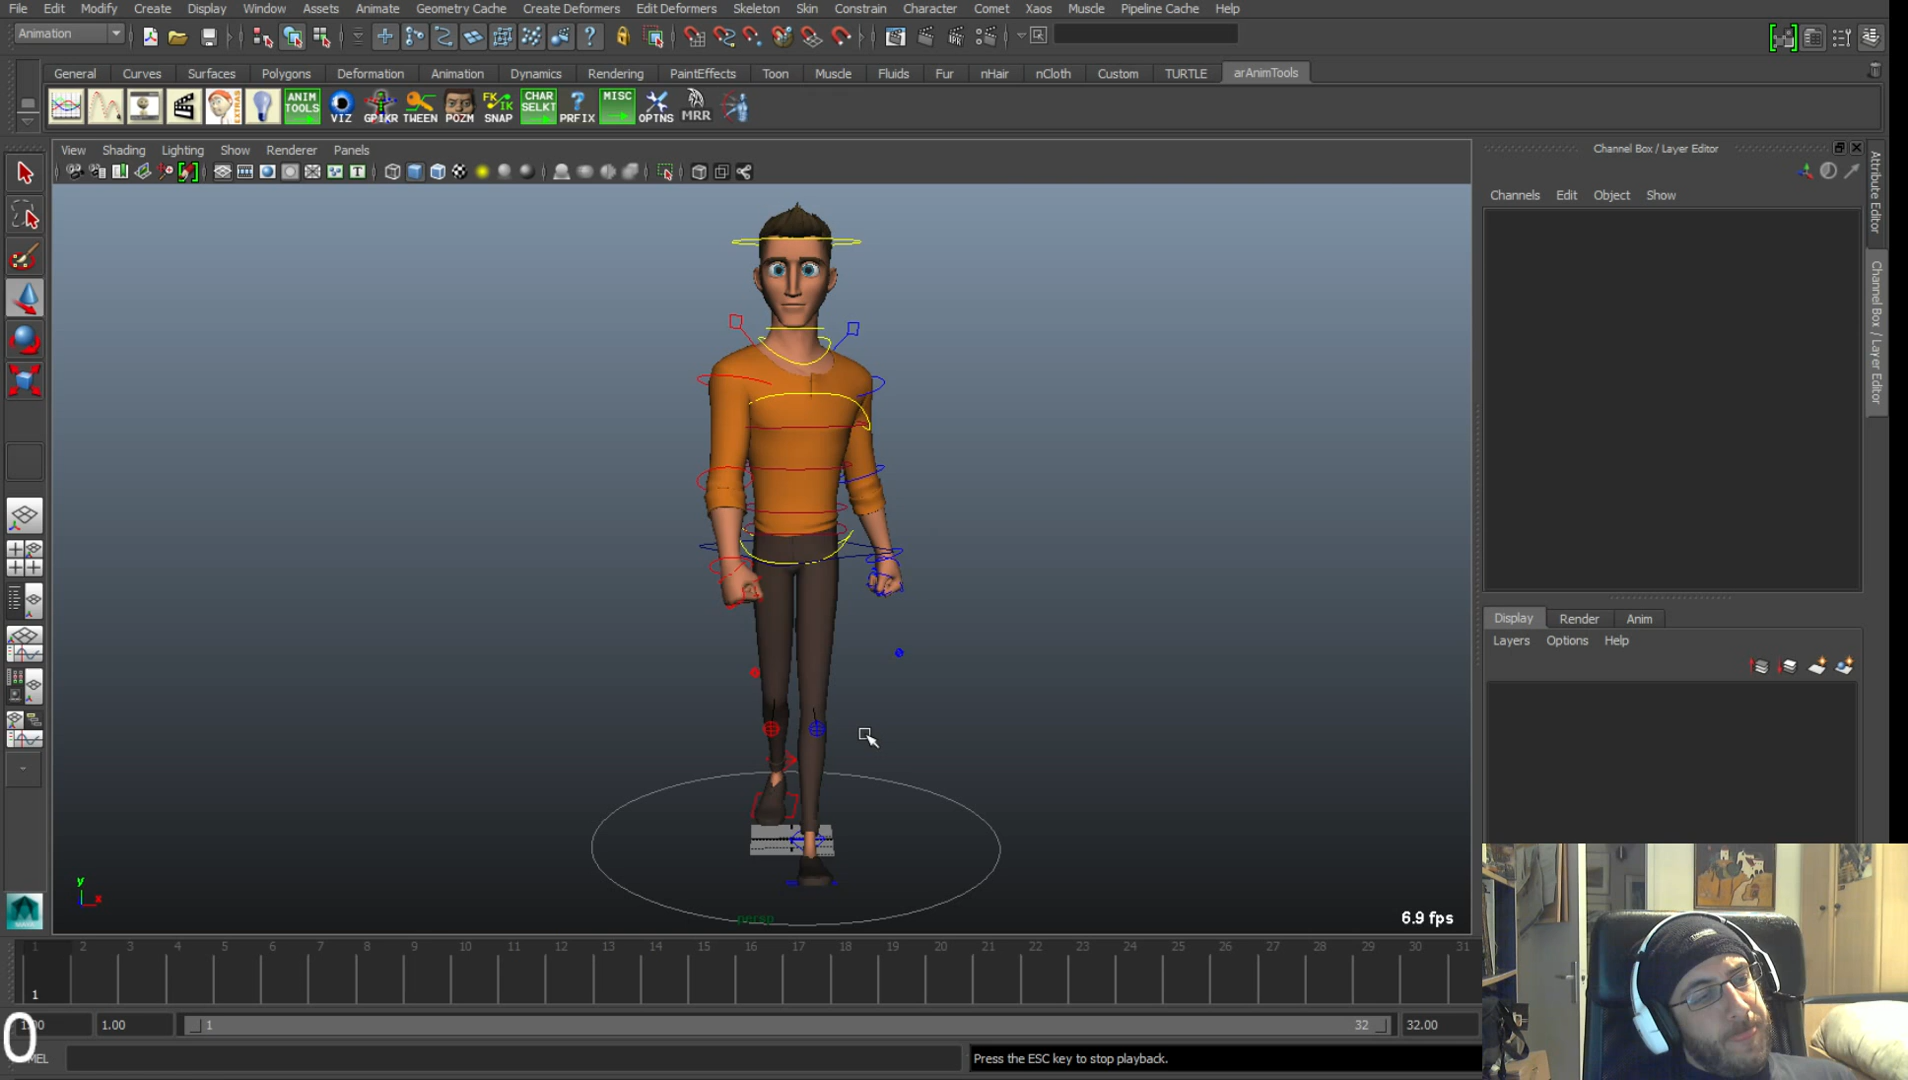 File Edit Modify Create Display Window Assets Animate Geometry Cache Create Deformers Edit Deformers Skeleton Skin Constrain Character Comet Xaos Muscle Pipeline Cache Help
Animation
General Curves Surfaces Polygons Deformation Animation Dynamics Rendering PaintEffects Toon Muscle Fluids Fur nHair nCloth Custom TURTLE arAnimTools
ANIM TOOLS VIZ GPIKR TWEEN POZM FK/IK SNAP CHAR SELKT PRFIX MISC OPTNS MRR
View Shading Lighting Show Renderer Panels
Channel Box / Layer Editor
Channels Edit Object Show
Attribute Editor
Channel Box / Layer Editor
Display Render Anim
Layers Options Help
y
x
persp
6.9 fps
1 2 3 4 5 6 7 8 9 10 11 12 13 14 15 16 17 18 19 20 21 22 23 24 25 26 27 28 29 30 31
1
1.00 1 32 32.00
0
MEL
Press the ESC key to stop playback.